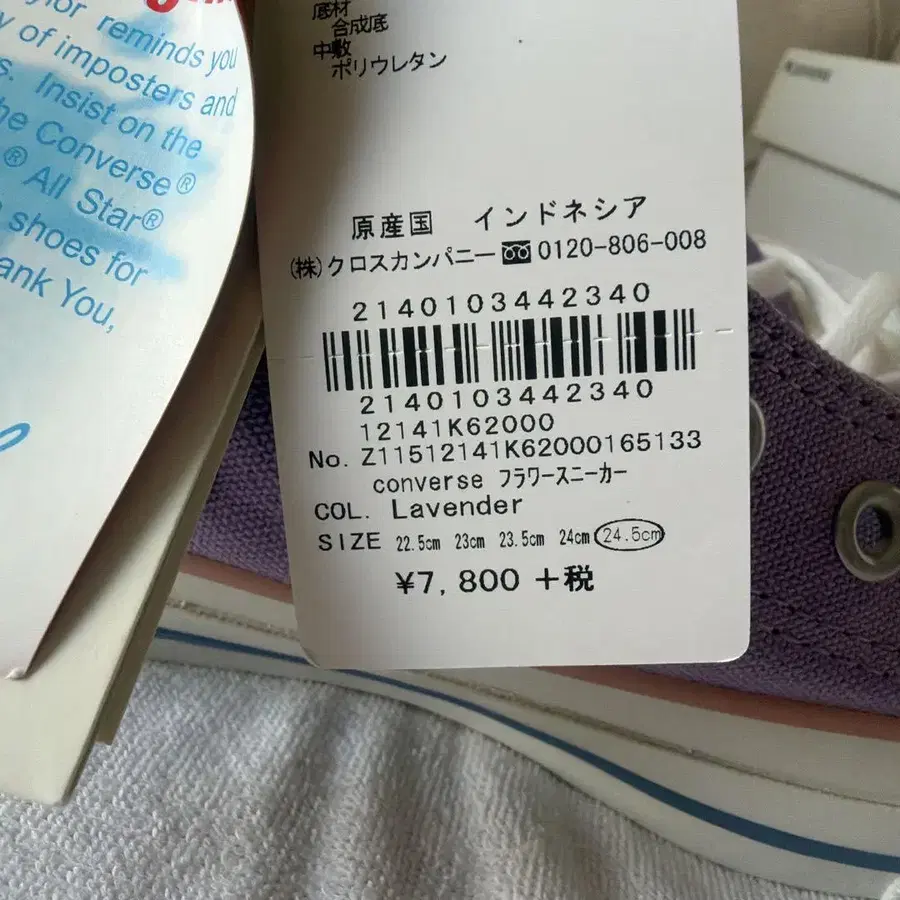 ylor reminds you
y of imposters and
s. Insist on the
he Converse®
® All Star®
shoes for
ank You,
底材
合成底
中敷
ポリウレタン
原産国 インドネシア
(株)クロスカンパニー 0120-806-008
2140103442340
2140103442340
12141K62000
No. Z11512141K62000165133
converse フラワースニーカー
COL. Lavender
SIZE 22.5cm 23cm 23.5cm 24cm 24.5cm
¥7,800 +税